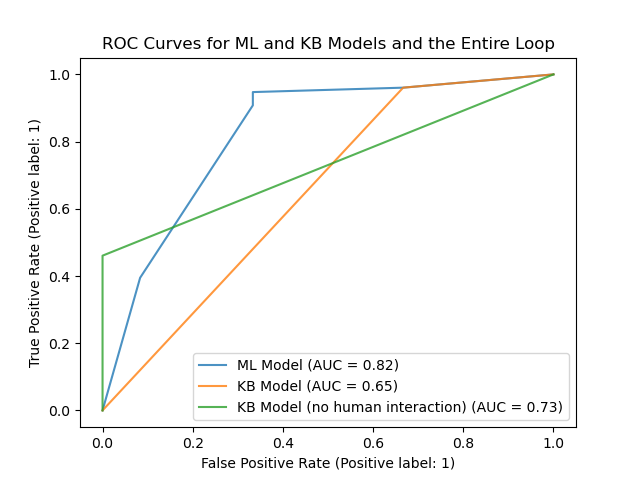 ROC Curves for ML and KB Models and the Entire Loop
1.0
0.8
0.6
0.4
0.2
0.0
True Positive Rate (Positive label: 1)
ML Model (AUC = 0.82)
KB Model (AUC = 0.65)
KB Model (no human interaction) (AUC = 0.73)
0.0 0.2 0.4 0.6 0.8 1.0
False Positive Rate (Positive label: 1)